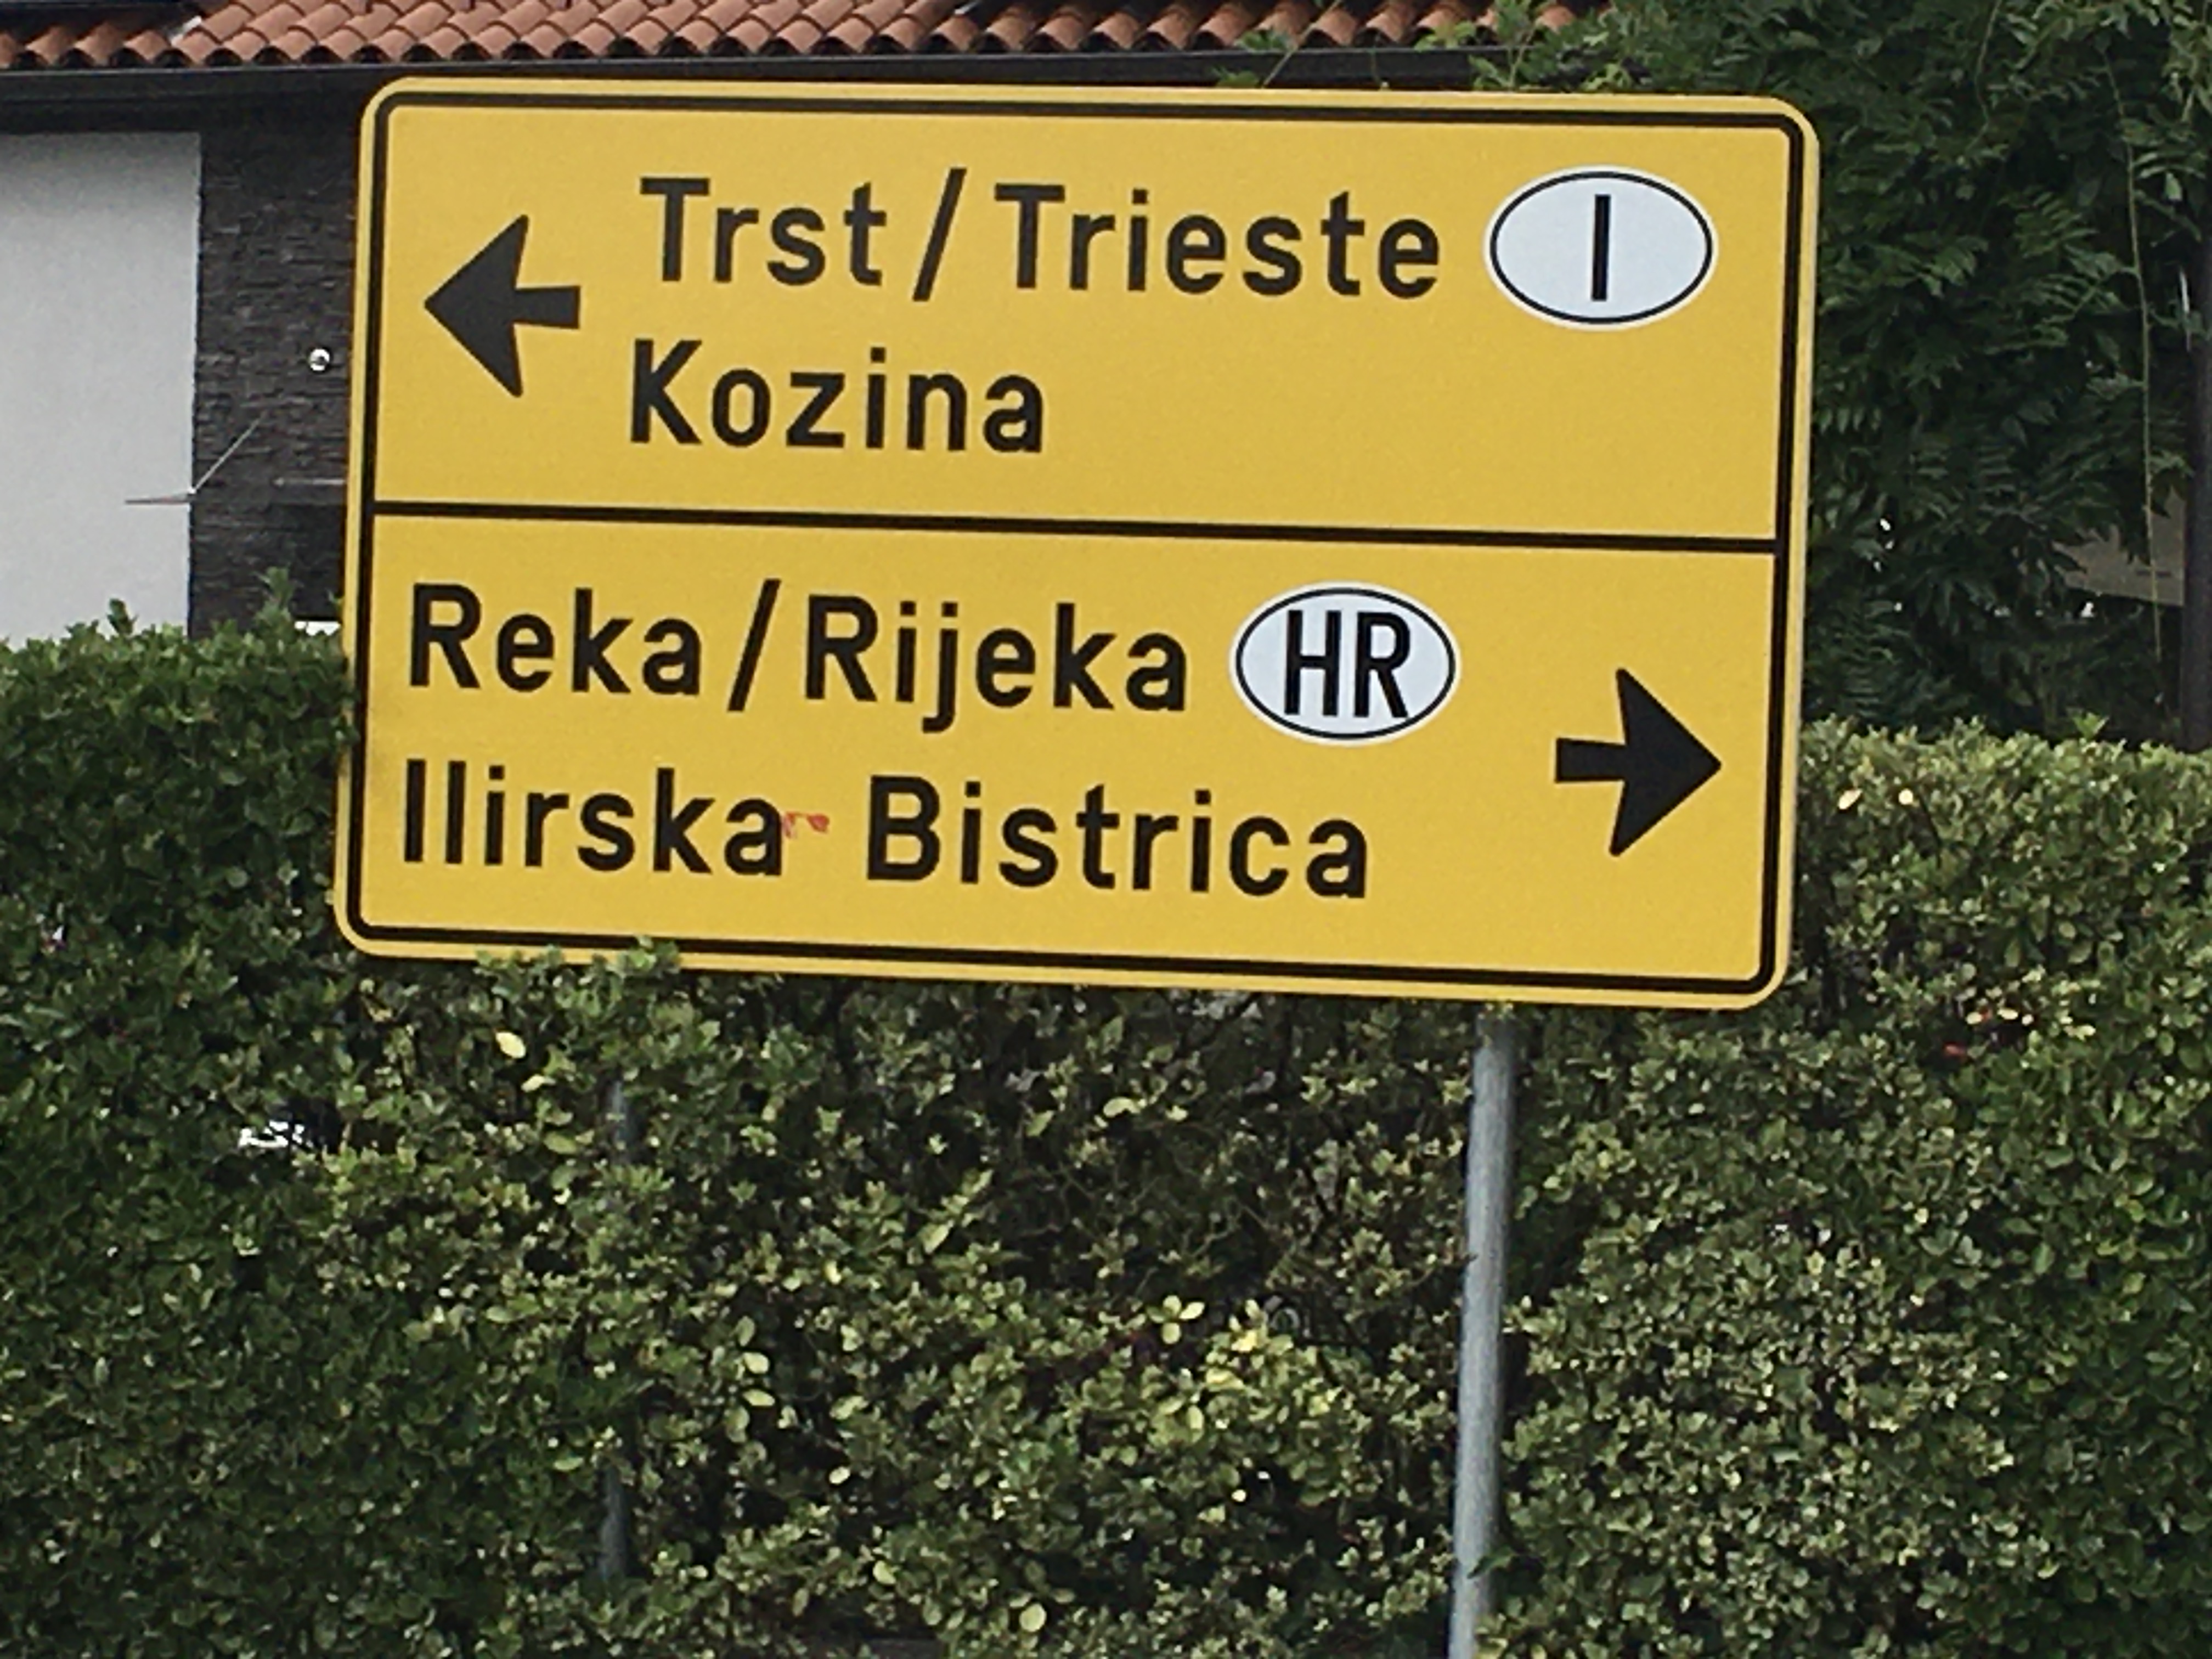 Trst/Trieste I
Kozina
Reka/Rijeka HR
Ilirska Bistrica